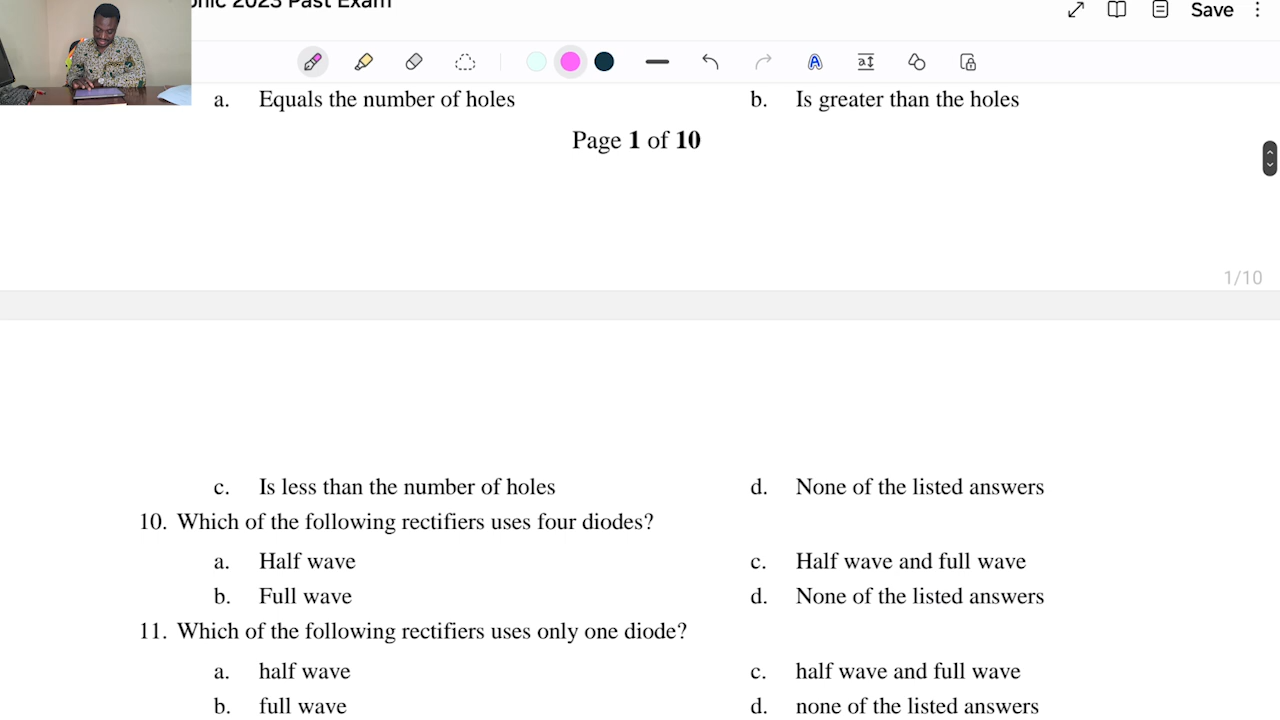 2023 Past Exam
Save
a. Equals the number of holes b. Is greater than the holes
Page 1 of 10
1/10
c. Is less than the number of holes d. None of the listed answers
10. Which of the following rectifiers uses four diodes?
a. Half wave c. Half wave and full wave
b. Full wave d. None of the listed answers
11. Which of the following rectifiers uses only one diode?
a. half wave c. half wave and full wave
b. full wave d. none of the listed answers